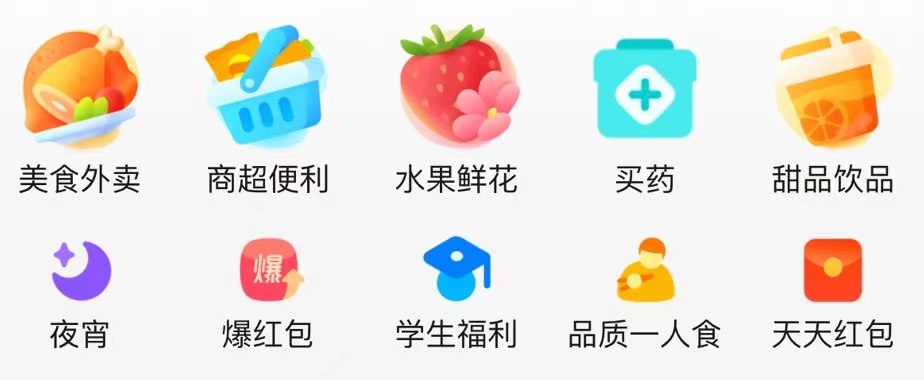 美食外卖 商超便利 水果鲜花 买药 甜品饮品
爆
夜宵 爆红包 学生福利 品质一人食 天天红包